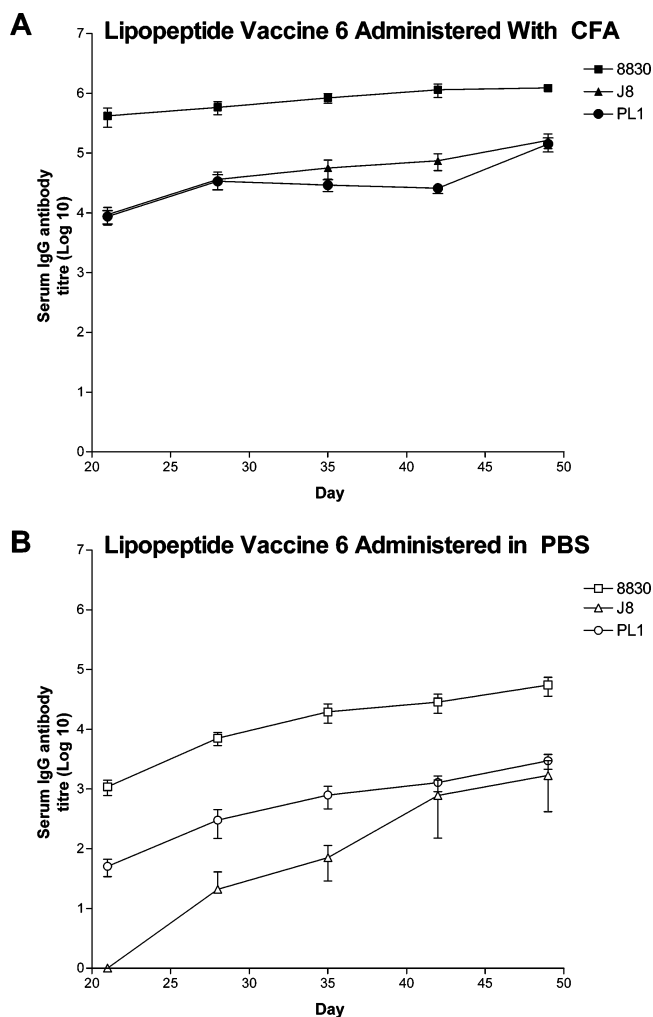 A
Lipopeptide Vaccine 6 Administered With CFA
7
6
5
4
3
2
1
0
Serum IgG antibody
titre (Log 10)
20 25 30 35 40 45 50
Day
8830
J8
PL1
B
Lipopeptide Vaccine 6 Administered in PBS
7
6
5
4
3
2
1
0
Serum IgG antibody
titre (Log 10)
20 25 30 35 40 45 50
Day
8830
J8
PL1